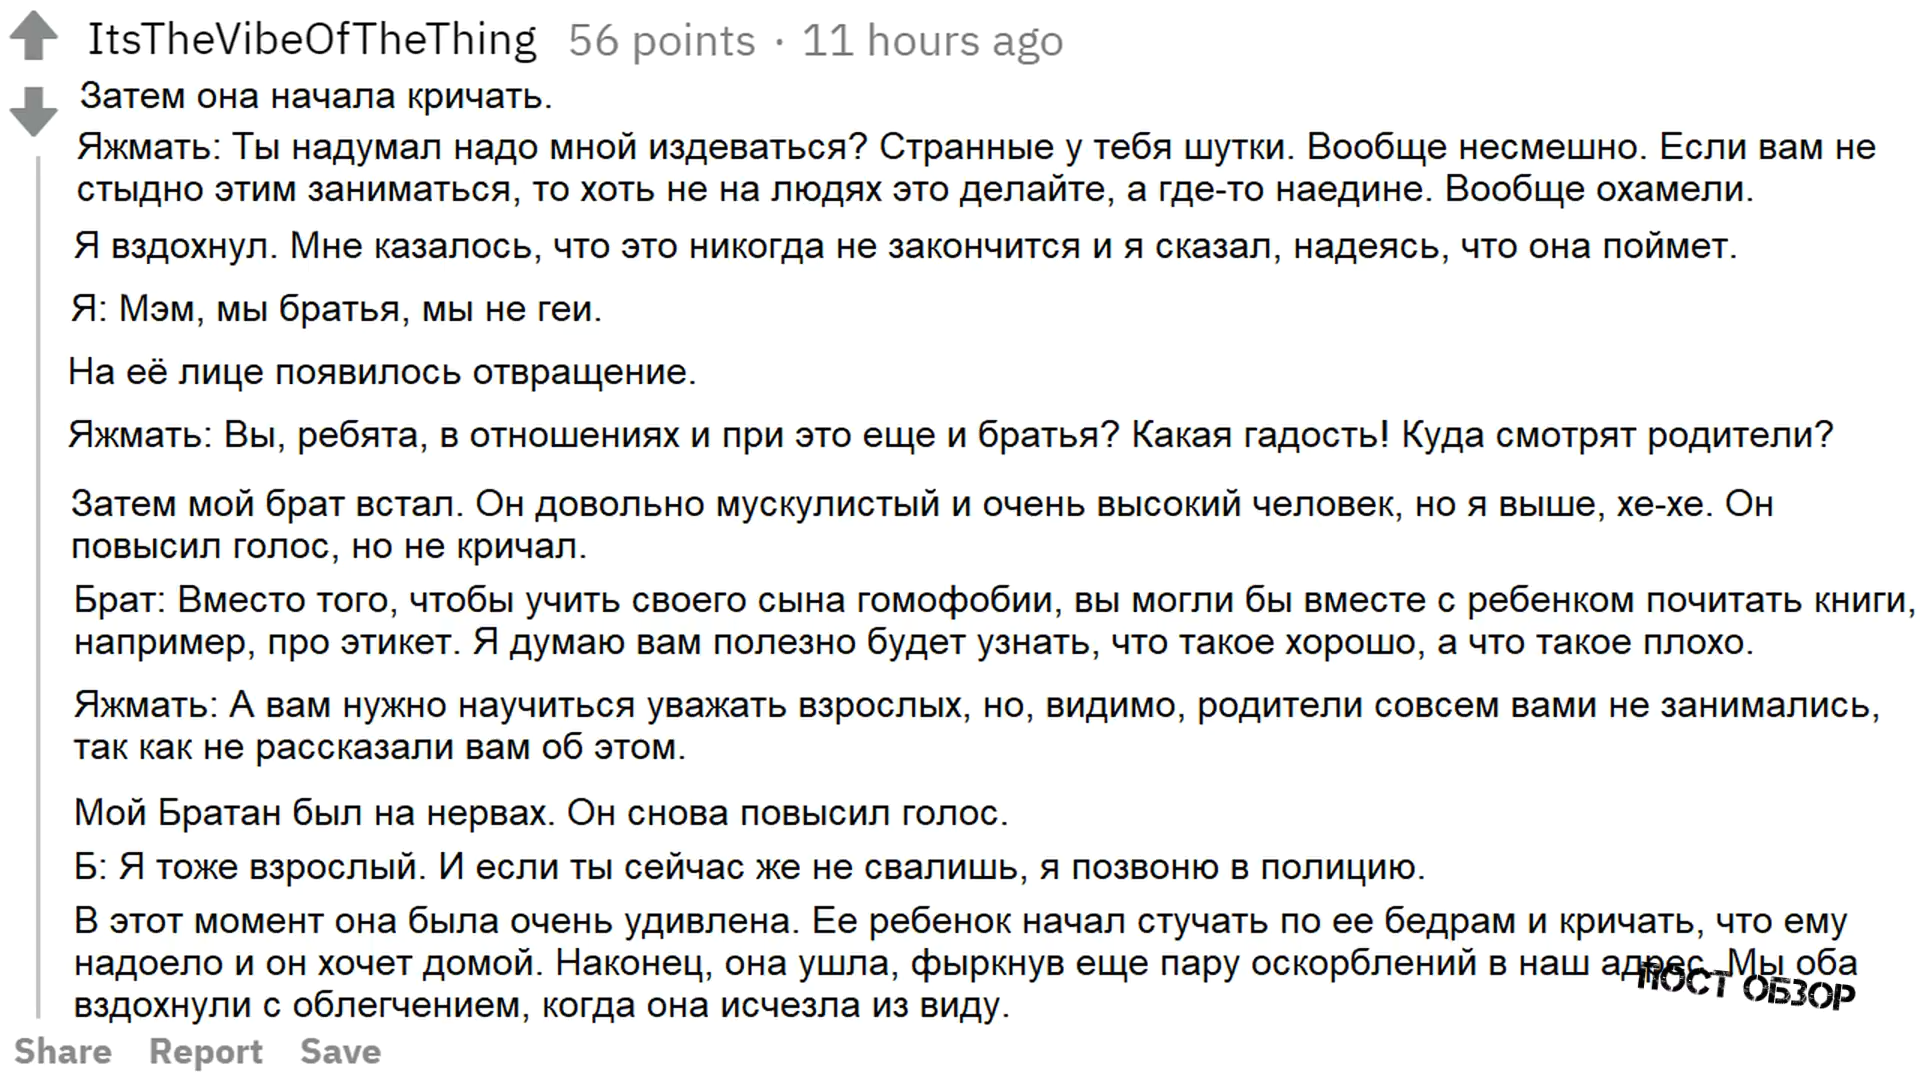 ItsTheVibeOfTheThing 56 points · 11 hours ago
Затем она начала кричать.
Яжмать: Ты надумал надо мной издеваться? Странные у тебя шутки. Вообще несмешно. Если вам не
стыдно этим заниматься, то хоть не на людях это делайте, а где-то наедине. Вообще охамели.
Я вздохнул. Мне казалось, что это никогда не закончится и я сказал, надеясь, что она поймет.
Я: Мэм, мы братья, мы не геи.
На её лице появилось отвращение.
Яжмать: Вы, ребята, в отношениях и при это еще и братья? Какая гадость! Куда смотрят родители?
Затем мой брат встал. Он довольно мускулистый и очень высокий человек, но я выше, хе-хе. Он
повысил голос, но не кричал.
Брат: Вместо того, чтобы учить своего сына гомофобии, вы могли бы вместе с ребенком почитать книги,
например, про этикет. Я думаю вам полезно будет узнать, что такое хорошо, а что такое плохо.
Яжмать: А вам нужно научиться уважать взрослых, но, видимо, родители совсем вами не занимались,
так как не рассказали вам об этом.
Мой Братан был на нервах. Он снова повысил голос.
Б: Я тоже взрослый. И если ты сейчас же не свалишь, я позвоню в полицию.
В этот момент она была очень удивлена. Ее ребенок начал стучать по ее бедрам и кричать, что ему
надоело и он хочет домой. Наконец, она ушла, фыркнув еще пару оскорблений в наш адрес. Мы оба
вздохнули с облегчением, когда она исчезла из виду.
ПОСТ ОБЗОР
Share Report Save